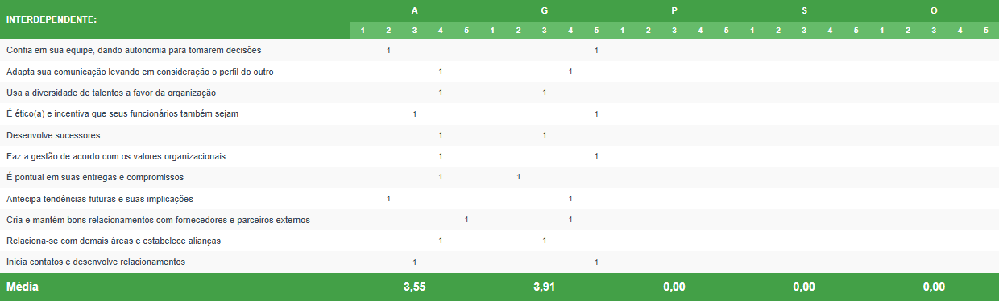 INTERDEPENDENTE: A G P S O
1 2 3 4 5 1 2 3 4 5 1 2 3 4 5 1 2 3 4 5 1 2 3 4 5
Confia em sua equipe, dando autonomia para tomarem decisões 1 1
Adapta sua comunicação levando em consideração o perfil do outro 1 1
Usa a diversidade de talentos a favor da organização 1 1
É ético(a) e incentiva que seus funcionários também sejam 1 1
Desenvolve sucessores 1 1
Faz a gestão de acordo com os valores organizacionais 1 1
É pontual em suas entregas e compromissos 1 1
Antecipa tendências futuras e suas implicações 1 1
Cria e mantém bons relacionamentos com fornecedores e parceiros externos 1 1
Relaciona-se com demais áreas e estabelece alianças 1 1
Inicia contatos e desenvolve relacionamentos 1 1
Média 3,55 3,91 0,00 0,00 0,00